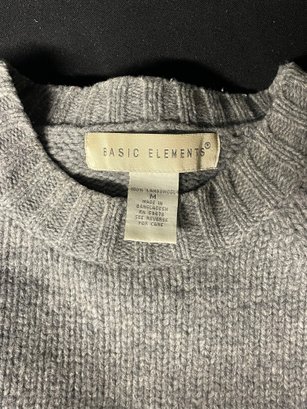 BASIC ELEMENTS®
100% LAMBSWOOL
M
MADE IN
BANGLADESH
SEE REVERSE
FOR CARE